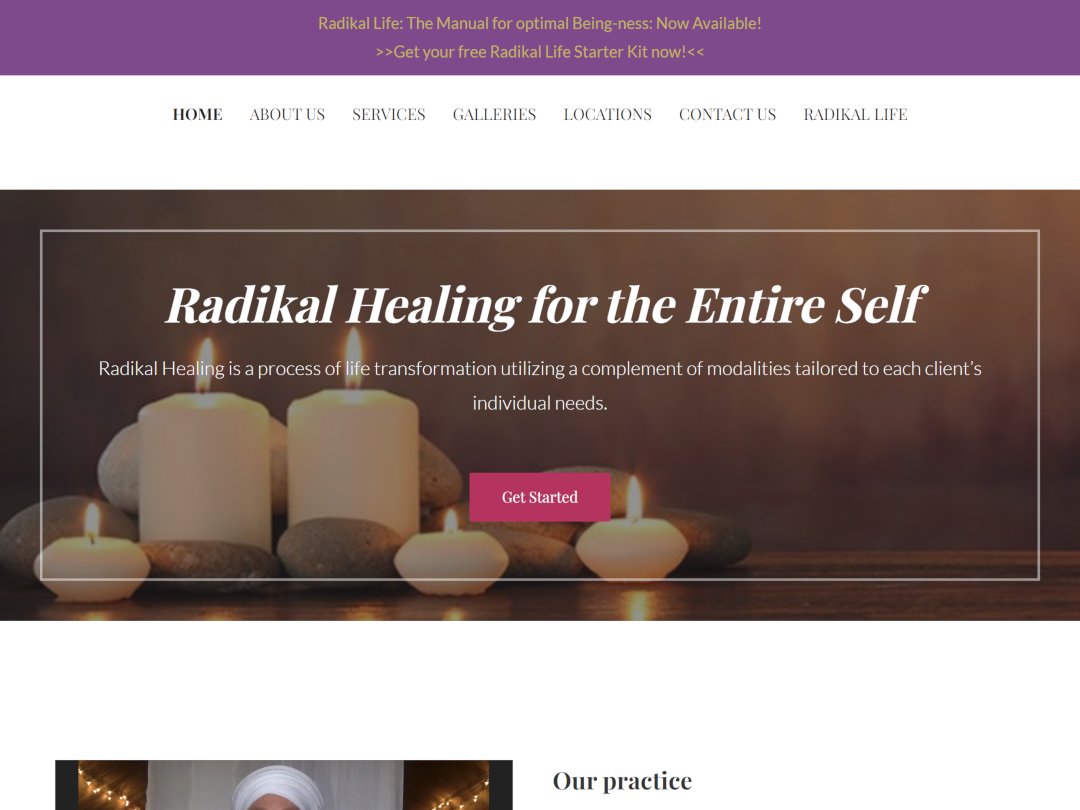 Radikal Life: The Manual for optimal Being-ness: Now Available!
>>Get your free Radikal Life Starter Kit now!<<
HOME ABOUT US SERVICES GALLERIES LOCATIONS CONTACT US RADIKAL LIFE
Radikal Healing for the Entire Self
Radikal Healing is a process of life transformation utilizing a complement of modalities tailored to each client’s
individual needs.
Get Started
Our practice